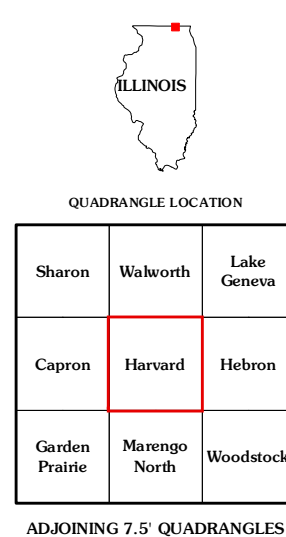 ILLINOIS
QUADRANGLE LOCATION
Sharon Walworth Lake Geneva
Capron Harvard Hebron
Garden Prairie Marengo North Woodstock
ADJOINING 7.5' QUADRANGLES